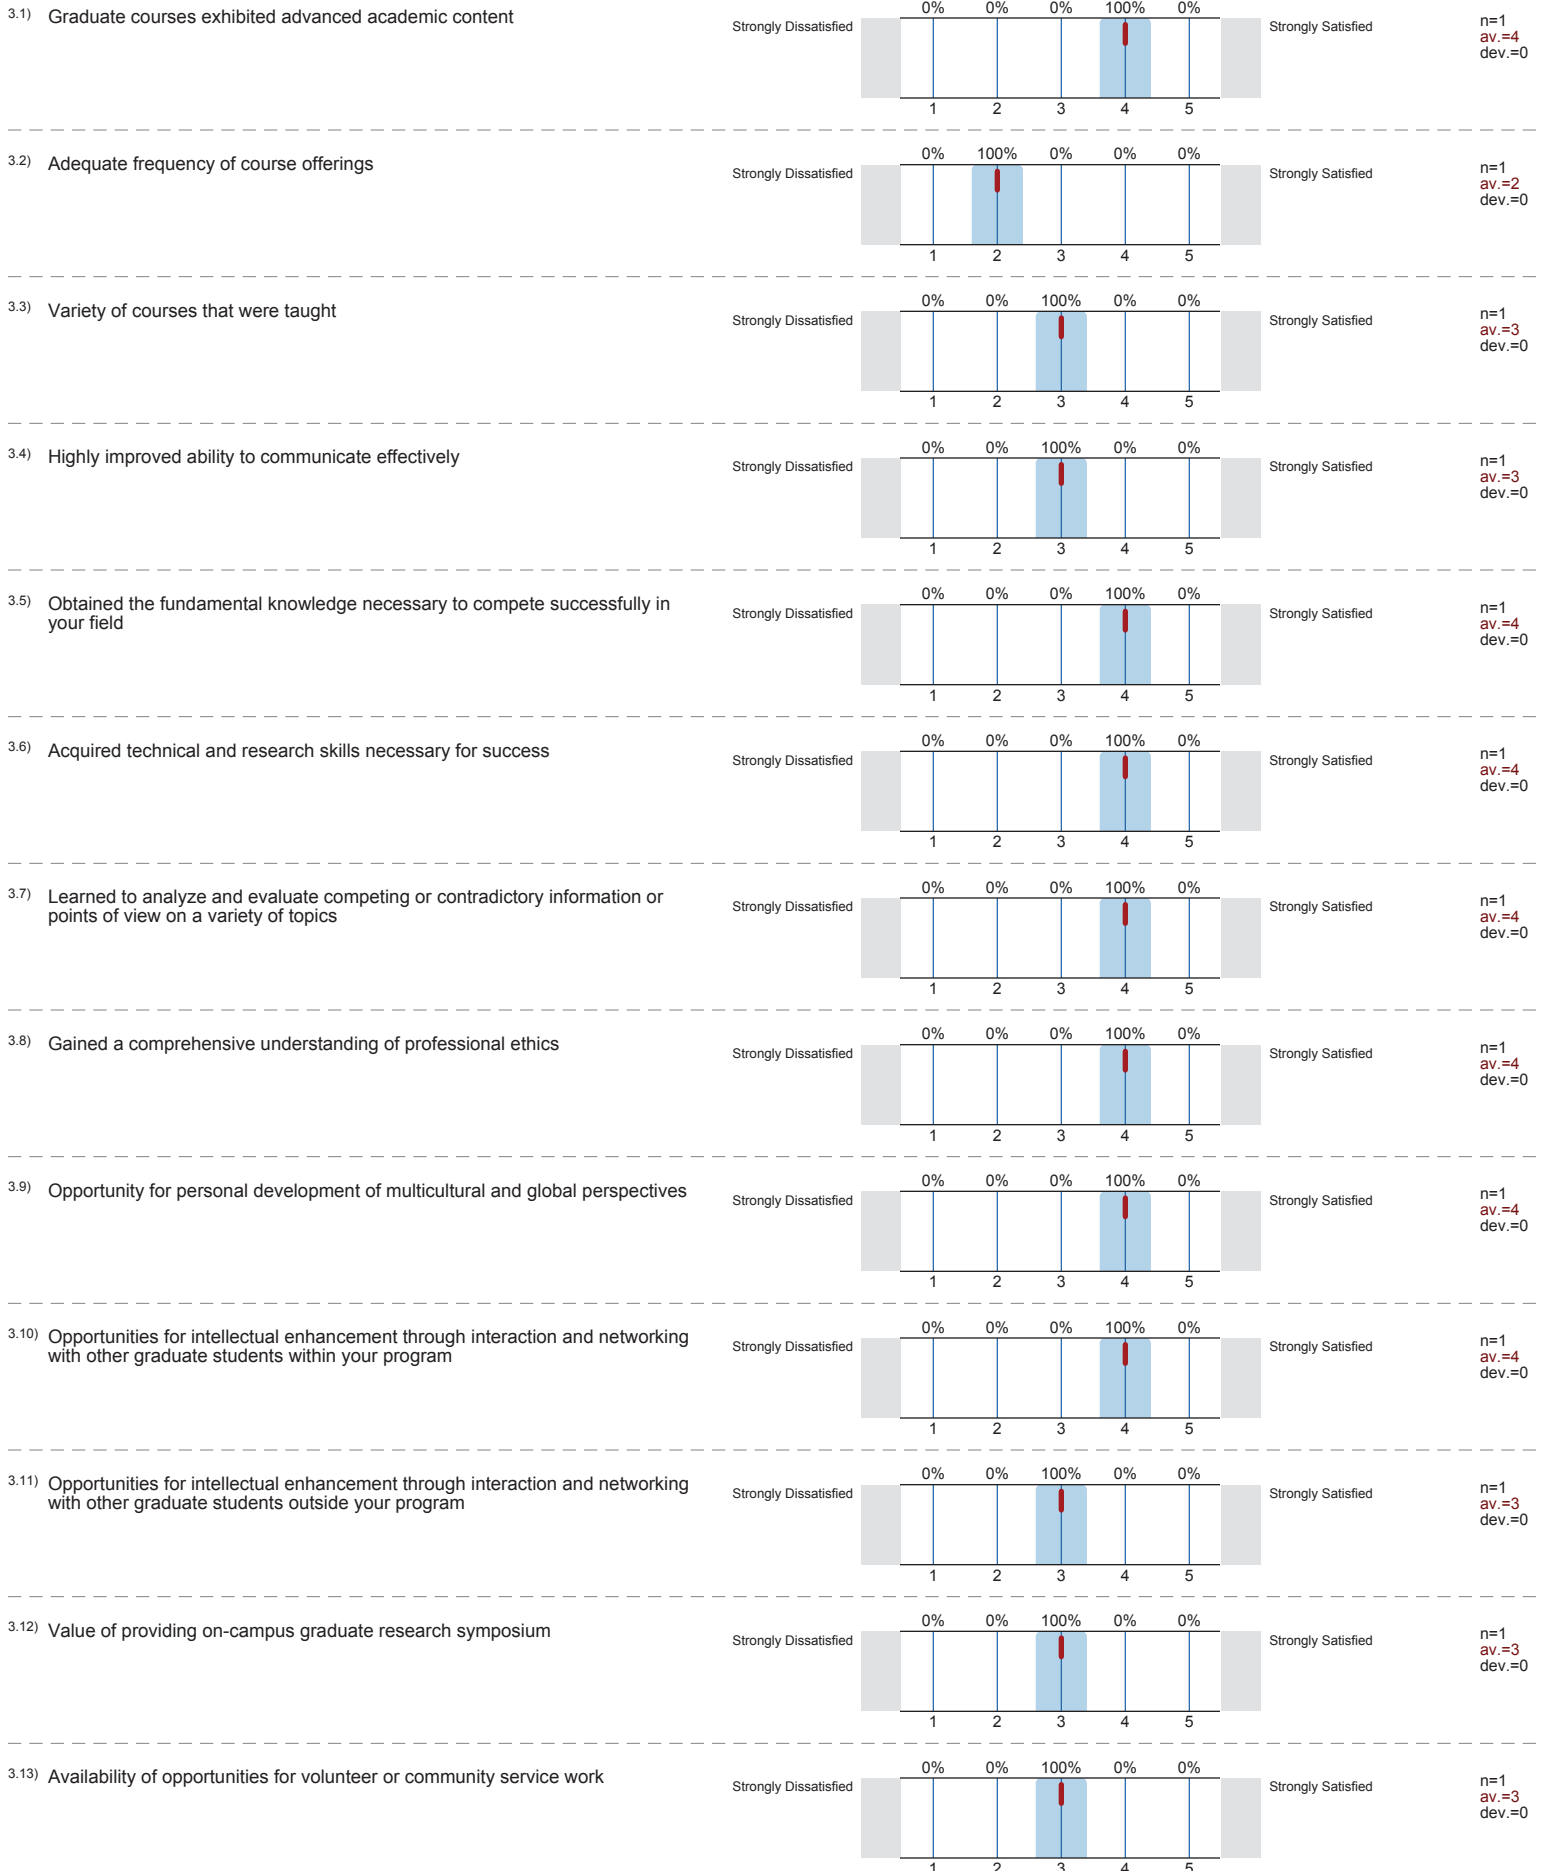 3.1) Graduate courses exhibited advanced academic content
0% 0% 0% 100% 0%
Strongly Dissatisfied Strongly Satisfied
n=1
av.=4
dev.=0
1 2 3 4 5
3.2) Adequate frequency of course offerings
0% 100% 0% 0% 0%
Strongly Dissatisfied Strongly Satisfied
n=1
av.=2
dev.=0
1 2 3 4 5
3.3) Variety of courses that were taught
0% 0% 100% 0% 0%
Strongly Dissatisfied Strongly Satisfied
n=1
av.=3
dev.=0
1 2 3 4 5
3.4) Highly improved ability to communicate effectively
0% 0% 100% 0% 0%
Strongly Dissatisfied Strongly Satisfied
n=1
av.=3
dev.=0
1 2 3 4 5
3.5) Obtained the fundamental knowledge necessary to compete successfully in
your field
0% 0% 0% 100% 0%
Strongly Dissatisfied Strongly Satisfied
n=1
av.=4
dev.=0
1 2 3 4 5
3.6) Acquired technical and research skills necessary for success
0% 0% 0% 100% 0%
Strongly Dissatisfied Strongly Satisfied
n=1
av.=4
dev.=0
1 2 3 4 5
3.7) Learned to analyze and evaluate competing or contradictory information or
points of view on a variety of topics
0% 0% 0% 100% 0%
Strongly Dissatisfied Strongly Satisfied
n=1
av.=4
dev.=0
1 2 3 4 5
3.8) Gained a comprehensive understanding of professional ethics
0% 0% 0% 100% 0%
Strongly Dissatisfied Strongly Satisfied
n=1
av.=4
dev.=0
1 2 3 4 5
3.9) Opportunity for personal development of multicultural and global perspectives
0% 0% 0% 100% 0%
Strongly Dissatisfied Strongly Satisfied
n=1
av.=4
dev.=0
1 2 3 4 5
3.10) Opportunities for intellectual enhancement through interaction and networking
with other graduate students within your program
0% 0% 0% 100% 0%
Strongly Dissatisfied Strongly Satisfied
n=1
av.=4
dev.=0
1 2 3 4 5
3.11) Opportunities for intellectual enhancement through interaction and networking
with other graduate students outside your program
0% 0% 100% 0% 0%
Strongly Dissatisfied Strongly Satisfied
n=1
av.=3
dev.=0
1 2 3 4 5
3.12) Value of providing on-campus graduate research symposium
0% 0% 100% 0% 0%
Strongly Dissatisfied Strongly Satisfied
n=1
av.=3
dev.=0
1 2 3 4 5
3.13) Availability of opportunities for volunteer or community service work
0% 0% 100% 0% 0%
Strongly Dissatisfied Strongly Satisfied
n=1
av.=3
dev.=0
1 2 3 4 5